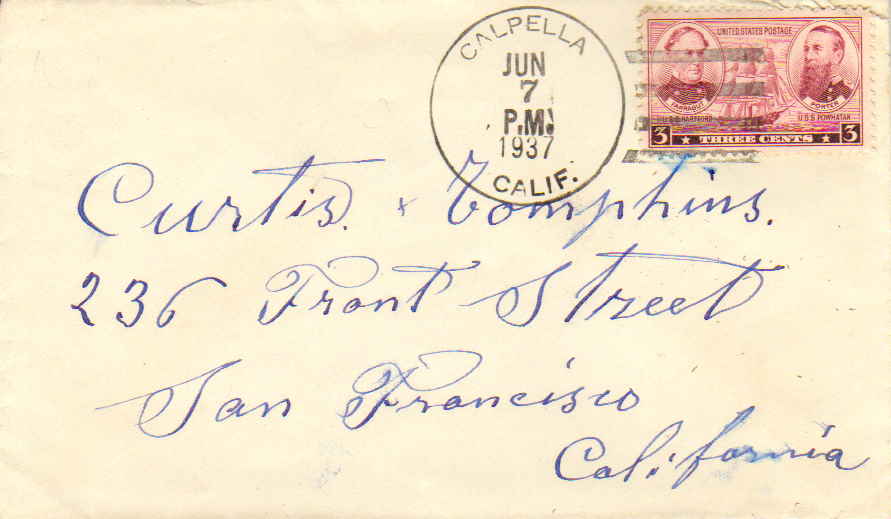 CALPELLA
JUN
7
P.M.
1937
CALIF.
UNITED STATES POSTAGE
FARRAGUT
PORTER
U.S.S. HARTFORD
U.S.S. POWHATAN
3 THREE CENTS 3
Curtis. & Tomphins.
236 Front Street
San Francisco
California